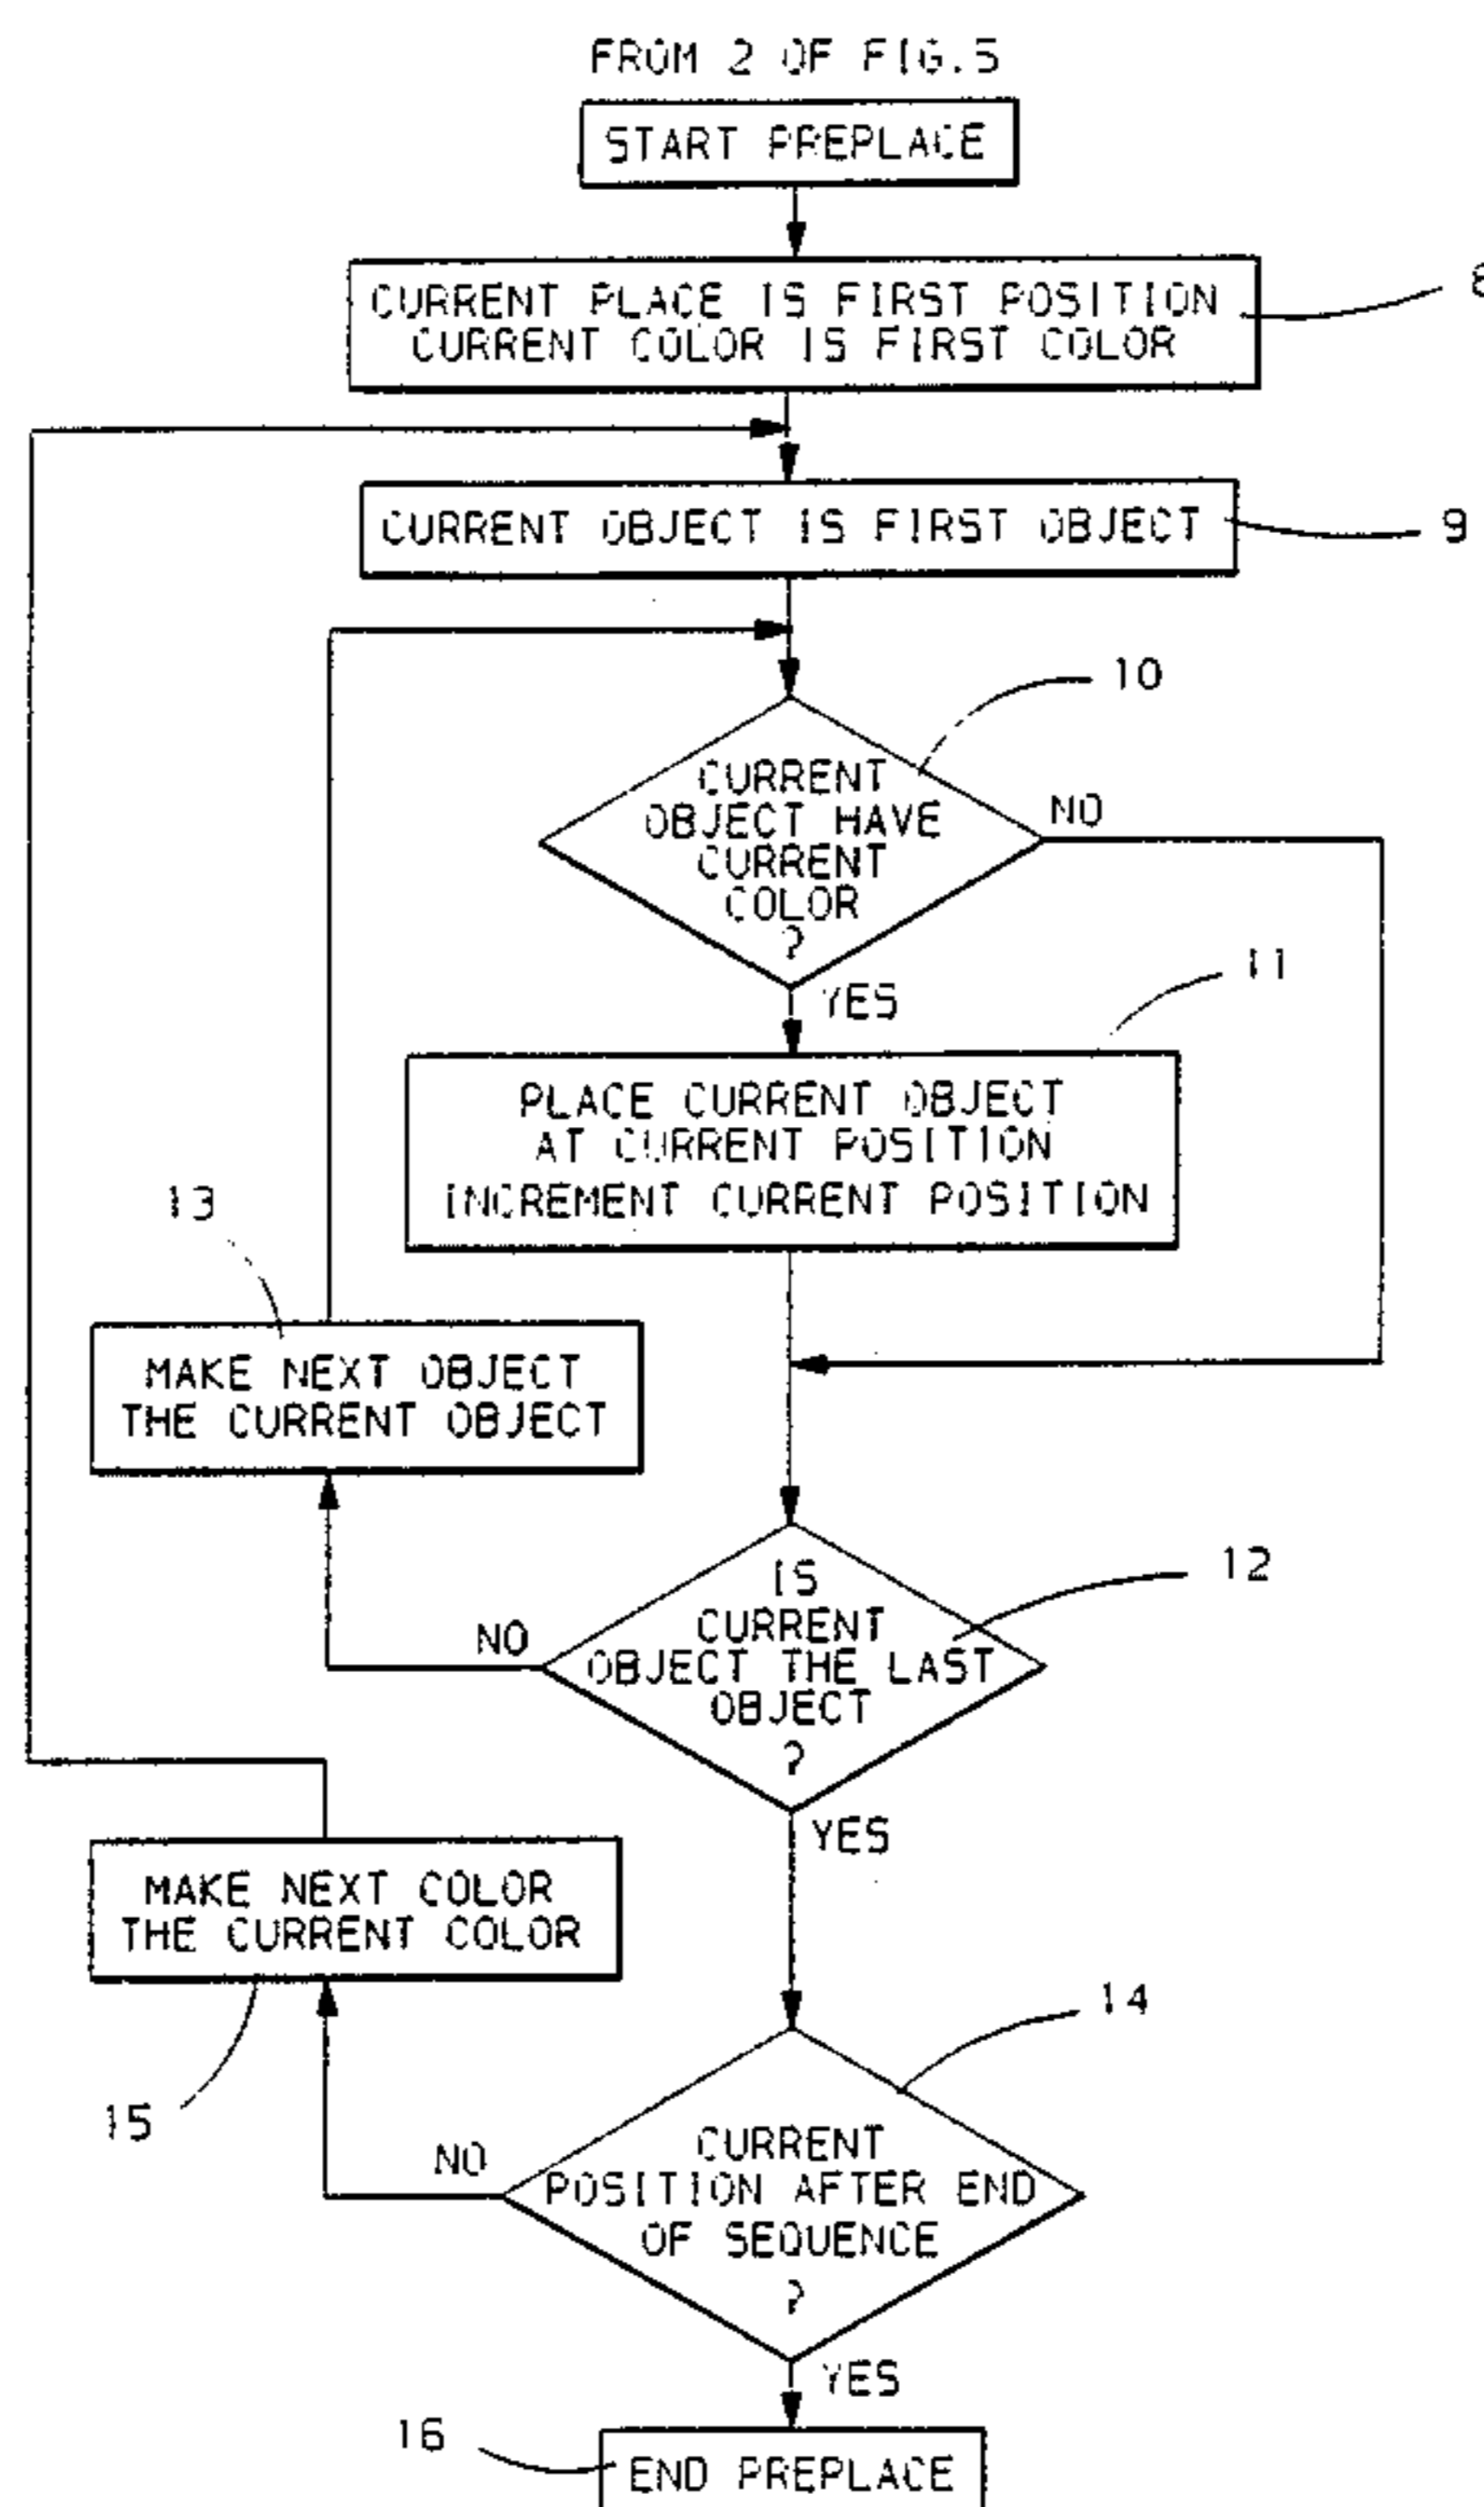 FROM 2 OF FIG.5
START PREPLACE
CURRENT PLACE IS FIRST POSITION
CURRENT COLOR IS FIRST COLOR
8
CURRENT OBJECT IS FIRST OBJECT
9
10
CURRENT
OBJECT HAVE
CURRENT
COLOR
?
NO
YES
11
PLACE CURRENT OBJECT
AT CURRENT POSITION
INCREMENT CURRENT POSITION
13
MAKE NEXT OBJECT
THE CURRENT OBJECT
12
IS
CURRENT
OBJECT THE LAST
OBJECT
?
NO
YES
MAKE NEXT COLOR
THE CURRENT COLOR
15
14
CURRENT
POSITION AFTER END
OF SEQUENCE
?
NO
YES
16
END PREPLACE